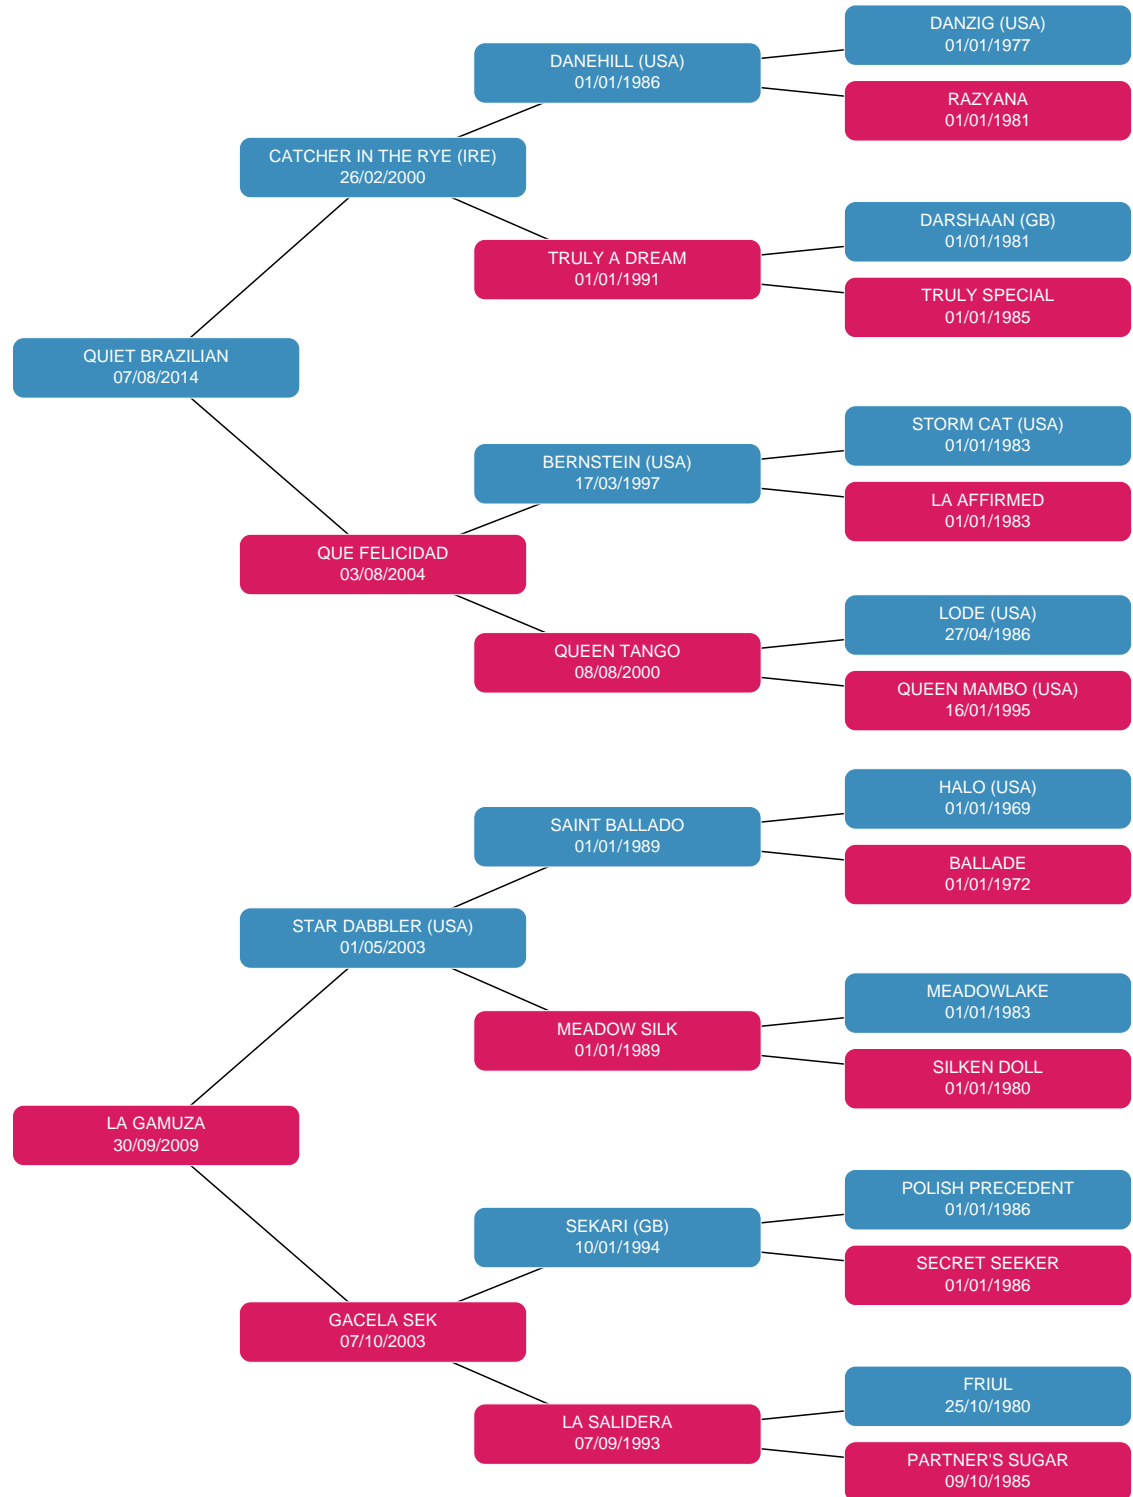 DANZIG (USA)
01/01/1977
DANEHILL (USA)
01/01/1986
RAZYANA
01/01/1981
CATCHER IN THE RYE (IRE)
26/02/2000
DARSHAAN (GB)
01/01/1981
TRULY A DREAM
01/01/1991
TRULY SPECIAL
01/01/1985
QUIET BRAZILIAN
07/08/2014
STORM CAT (USA)
01/01/1983
BERNSTEIN (USA)
17/03/1997
LA AFFIRMED
01/01/1983
QUE FELICIDAD
03/08/2004
LODE (USA)
27/04/1986
QUEEN TANGO
08/08/2000
QUEEN MAMBO (USA)
16/01/1995
HALO (USA)
01/01/1969
SAINT BALLADO
01/01/1989
BALLADE
01/01/1972
STAR DABBLER (USA)
01/05/2003
MEADOWLAKE
01/01/1983
MEADOW SILK
01/01/1989
SILKEN DOLL
01/01/1980
LA GAMUZA
30/09/2009
POLISH PRECEDENT
01/01/1986
SEKARI (GB)
10/01/1994
SECRET SEEKER
01/01/1986
GACELA SEK
07/10/2003
FRIUL
25/10/1980
LA SALIDERA
07/09/1993
PARTNER'S SUGAR
09/10/1985